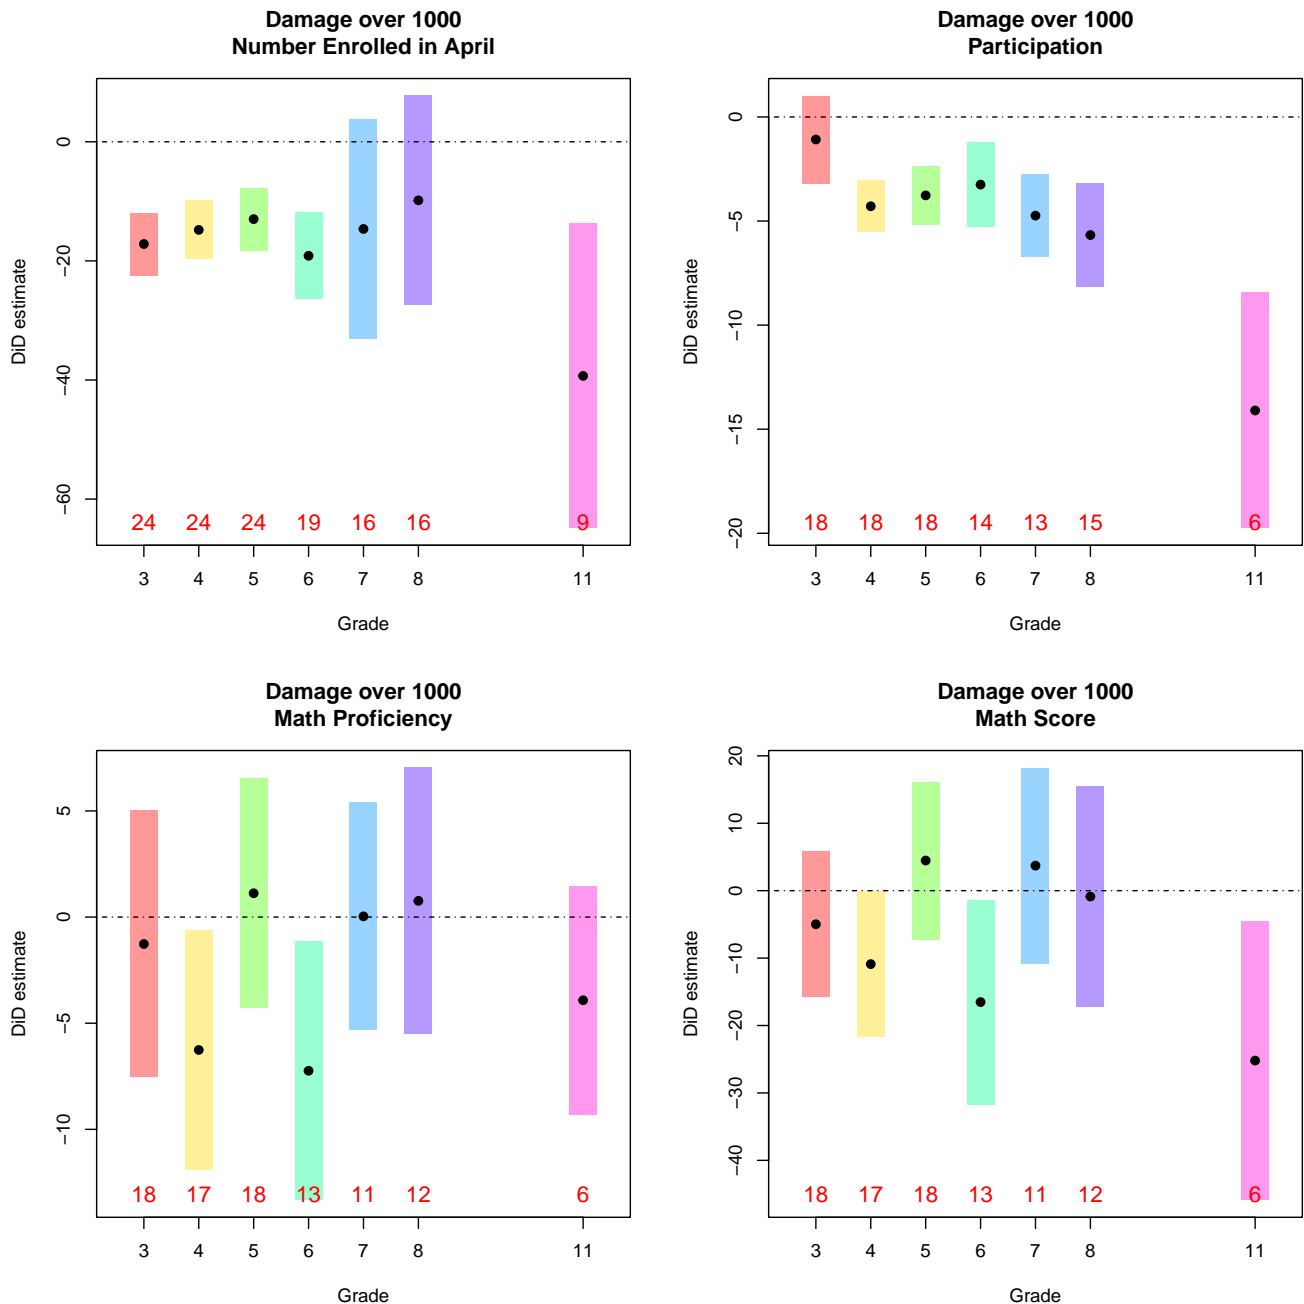 Damage over 1000
Number Enrolled in April
DiD estimate
0
−20
−40
−60
24 24 24 19 16 16 9
3 4 5 6 7 8 11
Grade
Damage over 1000
Participation
DiD estimate
0
−5
−10
−15
−20
18 18 18 14 13 15 6
3 4 5 6 7 8 11
Grade
Damage over 1000
Math Proficiency
DiD estimate
5
0
−5
−10
18 17 18 13 11 12 6
3 4 5 6 7 8 11
Grade
Damage over 1000
Math Score
DiD estimate
20
10
0
−10
−20
−30
−40
18 17 18 13 11 12 6
3 4 5 6 7 8 11
Grade